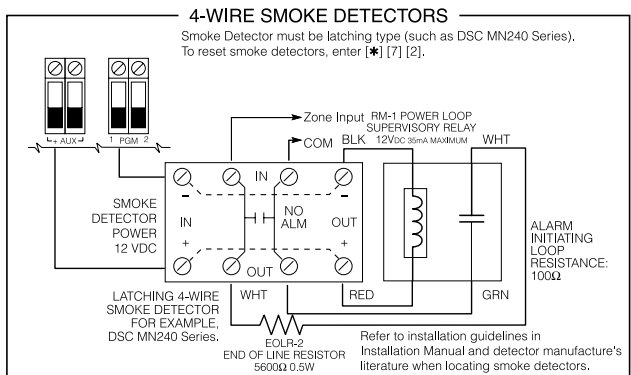 4-WIRE SMOKE DETECTORS
Smoke Detector must be latching type (such as DSC MN240 Series).
To reset smoke detectors, enter [✱] [7] [2].
+ AUX -
1 PGM 2
Zone Input
COM
RM-1 POWER LOOP
SUPERVISORY RELAY
12VDC 35mA MAXIMUM
BLK
WHT
SMOKE
DETECTOR
POWER
12 VDC
IN
-
IN
+
NO
ALM
-
OUT
+
OUT
ALARM
INITIATING
LOOP
RESISTANCE:
100Ω
LATCHING 4-WIRE
SMOKE DETECTOR
FOR EXAMPLE,
DSC MN240 Series.
WHT
RED
GRN
EOLR-2
END OF LINE RESISTOR
5600Ω 0.5W
Refer to installation guidelines in
Installation Manual and detector manufacture's
literature when locating smoke detectors.